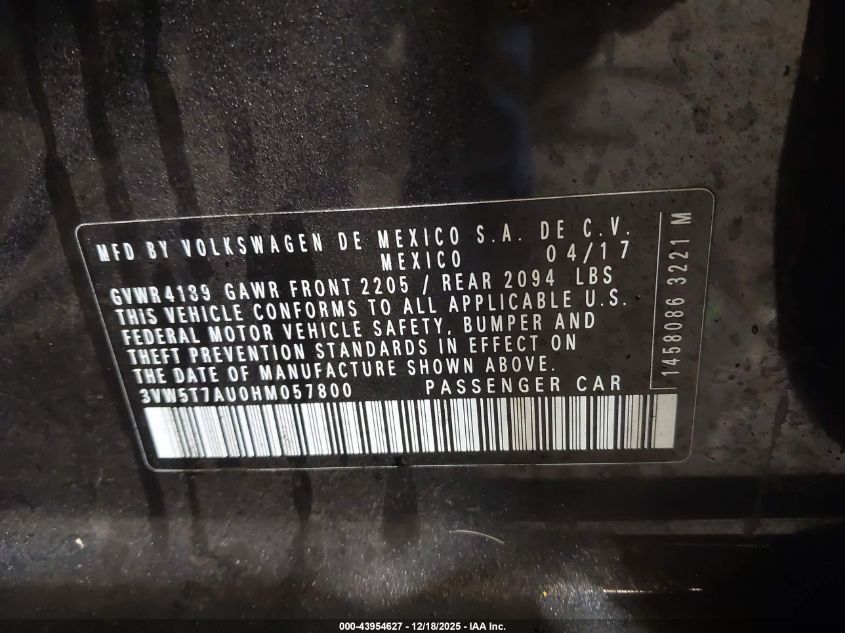 MFD BY VOLKSWAGEN DE MEXICO S.A. DE C.V.
MEXICO 04/17
GVWR4189 GAWR FRONT 2205 / REAR 2094 LBS
THIS VEHICLE CONFORMS TO ALL APPLICABLE U.S.
FEDERAL MOTOR VEHICLE SAFETY, BUMPER AND
THEFT PREVENTION STANDARDS IN EFFECT ON
THE DATE OF MANUFACTURE SHOWN ABOVE.
3VW5T7AU0HM057800 PASSENGER CAR
1458086 3221 M
000-43954627 - 12/18/2025 - IAA Inc.